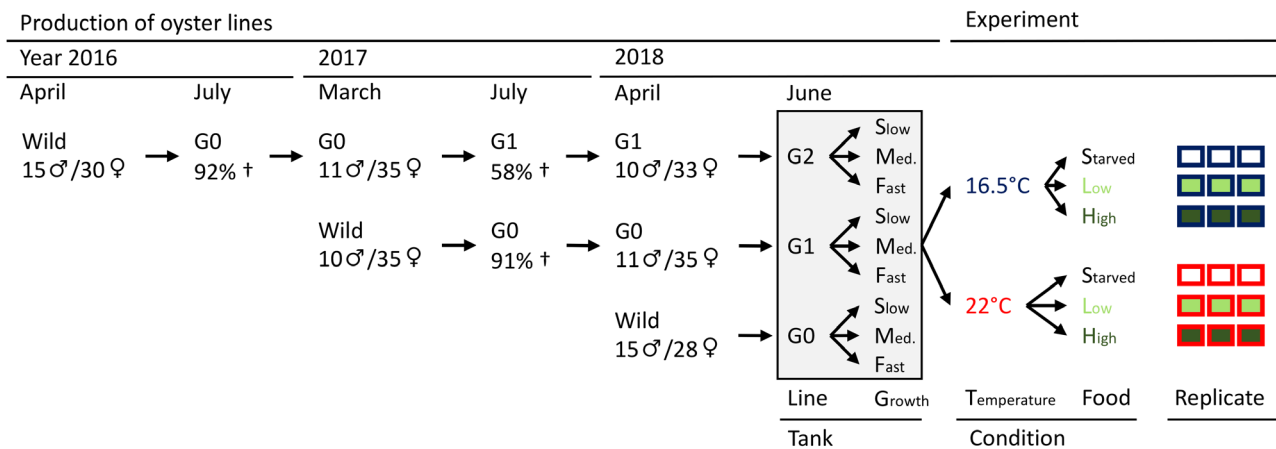 Production of oyster lines Experiment
Year 2016 2017 2018
April July March July April June
Wild G0 G0 G1 G1
15♂/30♀ 92% † 11♂/35♀ 58% † 10♂/33♀
G2 Slow Med. Fast
Wild G0 G0
10♂/35♀ 91% † 11♂/35♀
G1 Slow Med. Fast
Wild
15♂/28♀
G0 Slow Med. Fast
16.5°C Starved Low High
22°C Starved Low High
Line Growth Temperature Food Replicate
Tank Condition